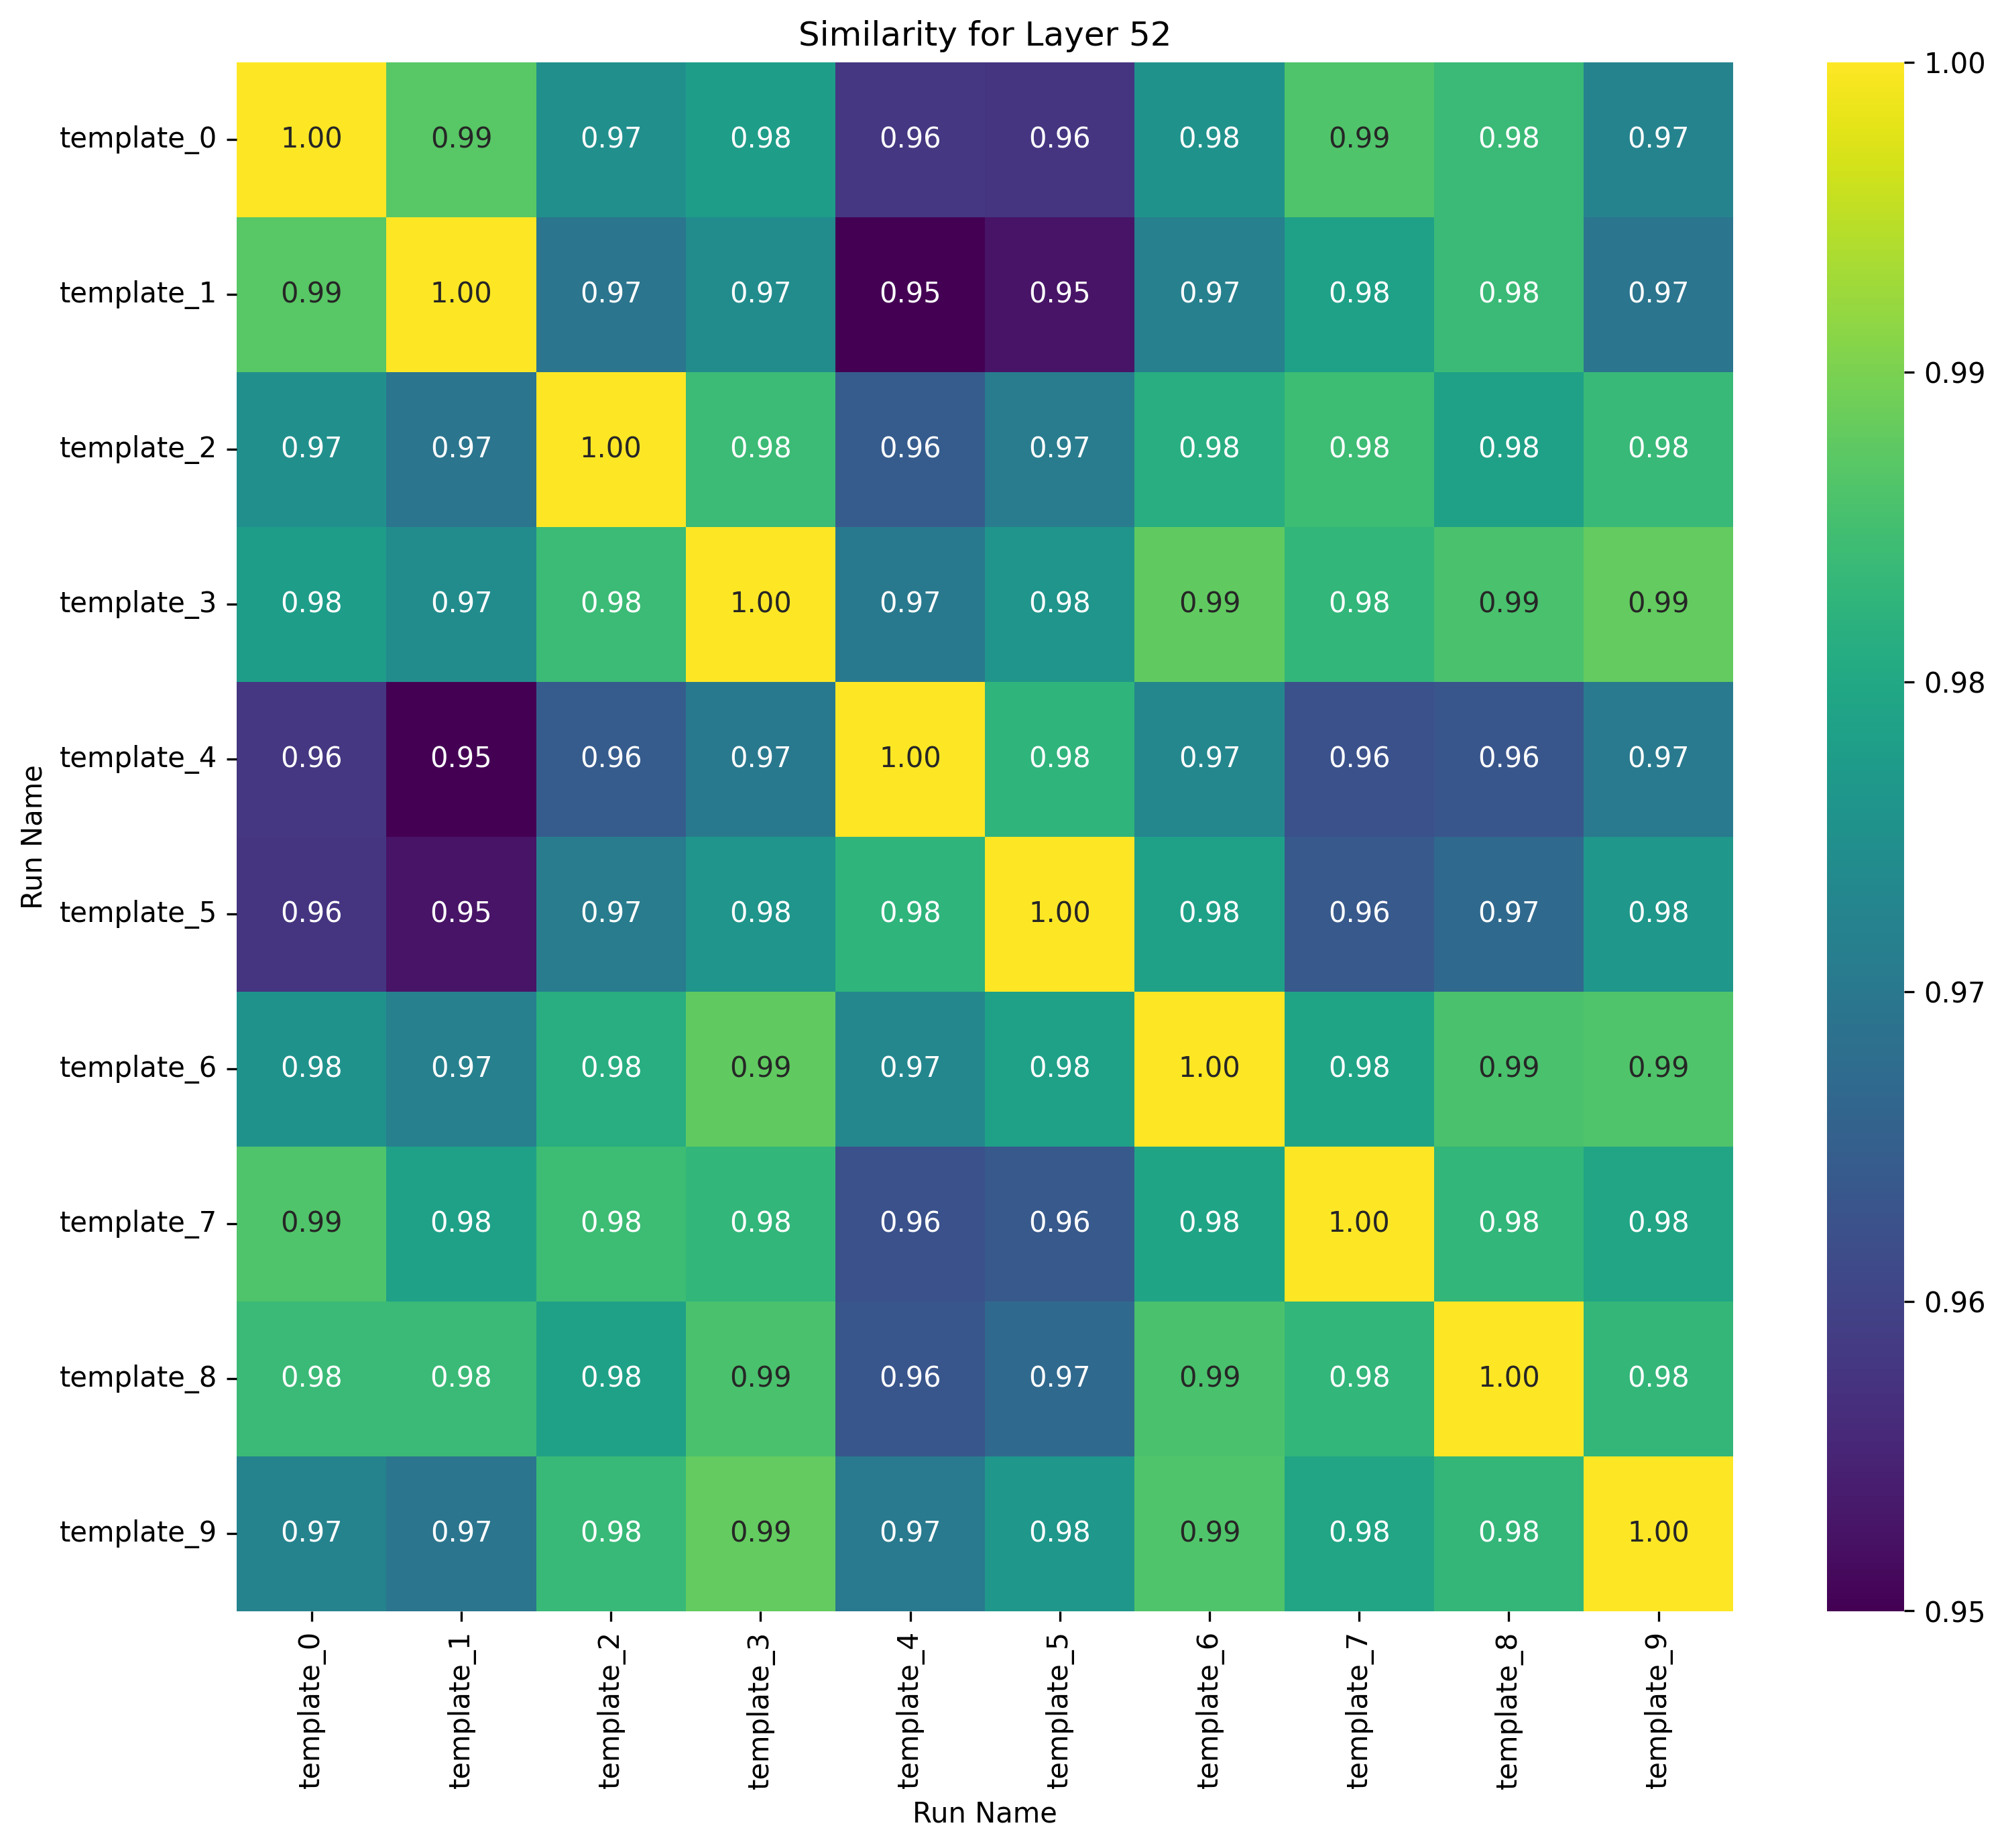 Similarity for Layer 52
template_0 1.00 0.99 0.97 0.98 0.96 0.96 0.98 0.99 0.98 0.97
template_1 0.99 1.00 0.97 0.97 0.95 0.95 0.97 0.98 0.98 0.97
template_2 0.97 0.97 1.00 0.98 0.96 0.97 0.98 0.98 0.98 0.98
template_3 0.98 0.97 0.98 1.00 0.97 0.98 0.99 0.98 0.99 0.99
template_4 0.96 0.95 0.96 0.97 1.00 0.98 0.97 0.96 0.96 0.97
template_5 0.96 0.95 0.97 0.98 0.98 1.00 0.98 0.96 0.97 0.98
template_6 0.98 0.97 0.98 0.99 0.97 0.98 1.00 0.98 0.99 0.99
template_7 0.99 0.98 0.98 0.98 0.96 0.96 0.98 1.00 0.98 0.98
template_8 0.98 0.98 0.98 0.99 0.96 0.97 0.99 0.98 1.00 0.98
template_9 0.97 0.97 0.98 0.99 0.97 0.98 0.99 0.98 0.98 1.00
template_0 template_1 template_2 template_3 template_4 template_5 template_6 template_7 template_8 template_9
Run Name
Run Name
1.00
0.99
0.98
0.97
0.96
0.95